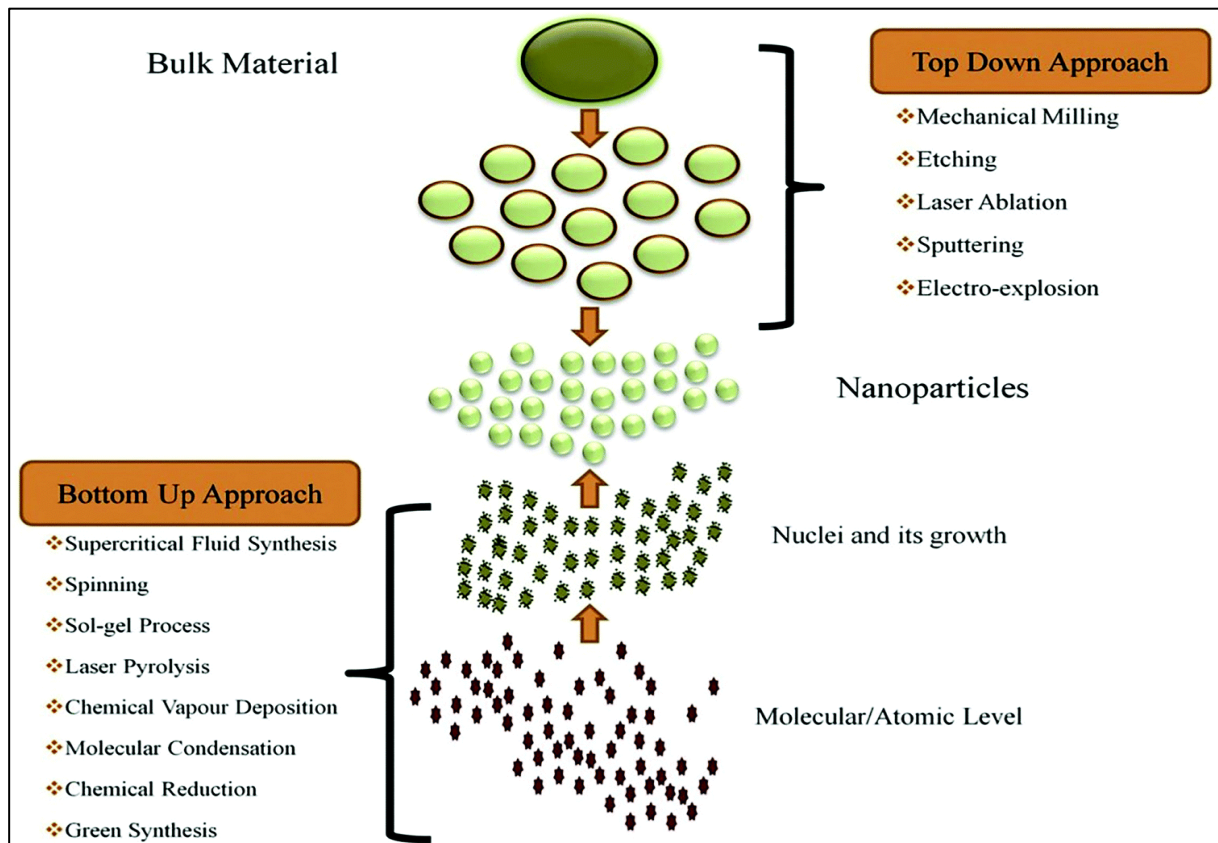 Bulk Material
Top Down Approach
❖Mechanical Milling
❖Etching
❖Laser Ablation
❖Sputtering
❖Electro-explosion
Nanoparticles
Bottom Up Approach
❖Supercritical Fluid Synthesis
❖Spinning
❖Sol-gel Process
❖Laser Pyrolysis
❖Chemical Vapour Deposition
❖Molecular Condensation
❖Chemical Reduction
❖Green Synthesis
Nuclei and its growth
Molecular/Atomic Level